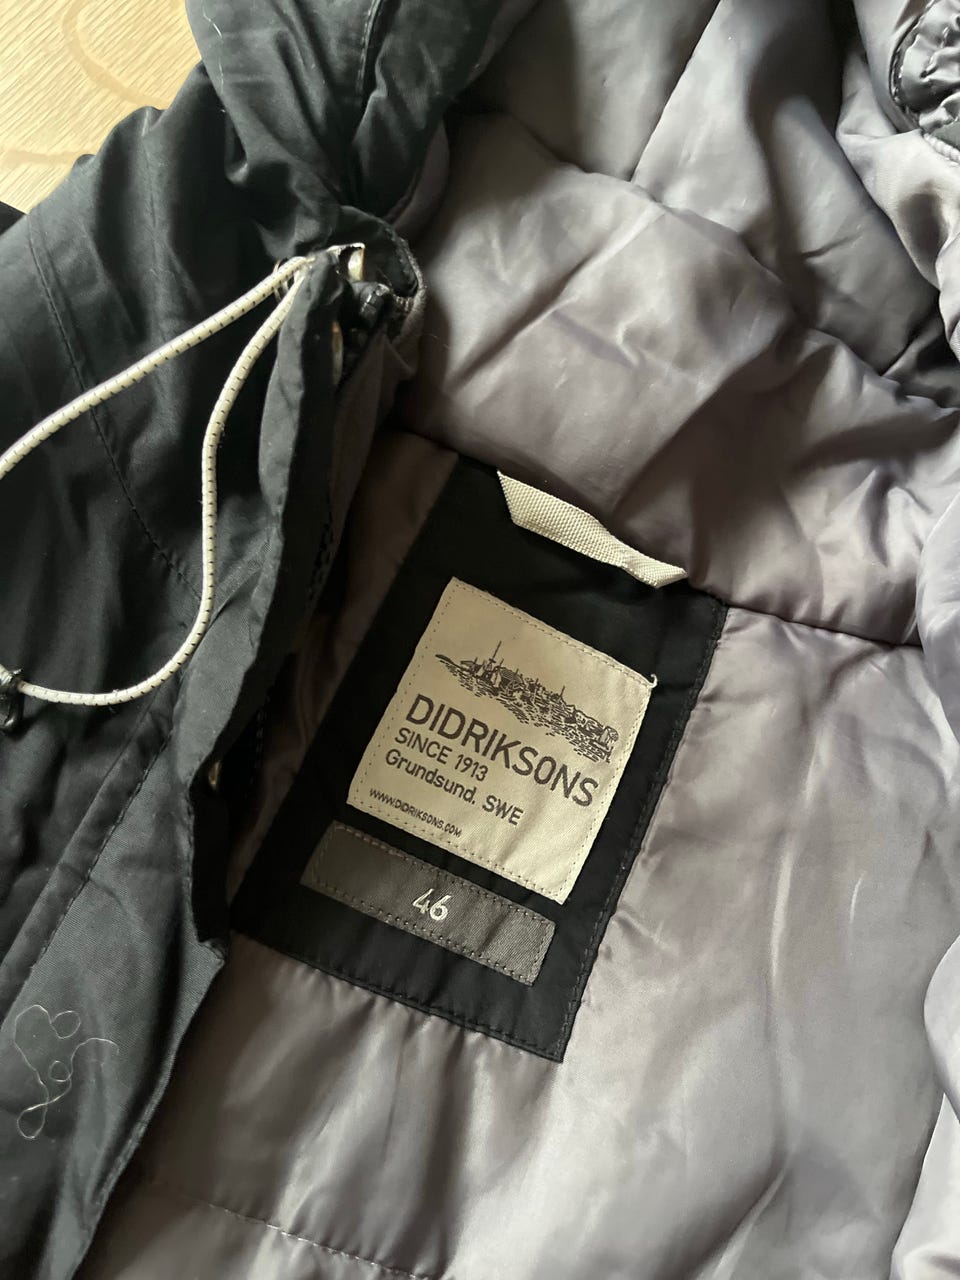 DIDRIKSONS
SINCE 1913
Grundsund. SWE
WWW.DIDRIKSONS.COM
46